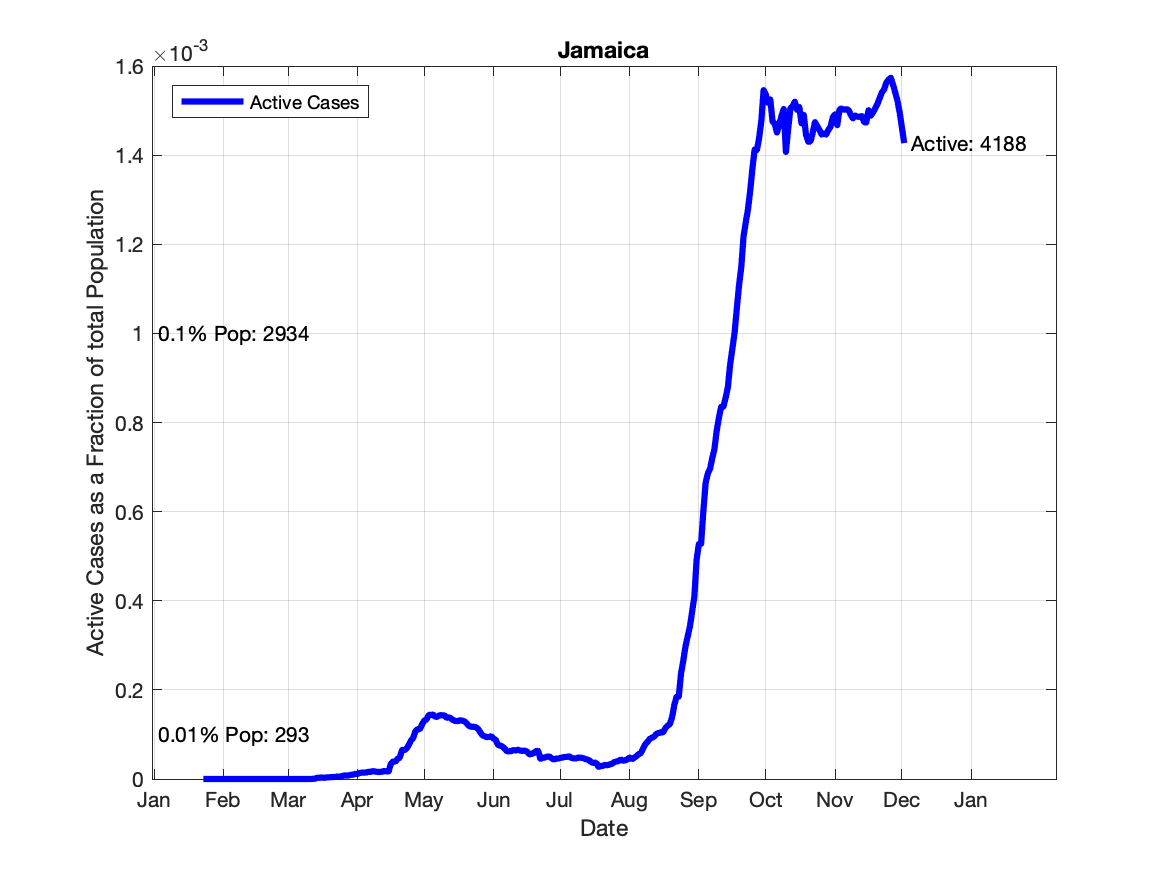 Jamaica
×10-3
1.6
1.4
1.2
1
0.8
0.6
0.4
0.2
0
Active Cases as a Fraction of total Population
Active Cases
Active: 4188
0.1% Pop: 2934
0.01% Pop: 293
Jan Feb Mar Apr May Jun Jul Aug Sep Oct Nov Dec Jan
Date